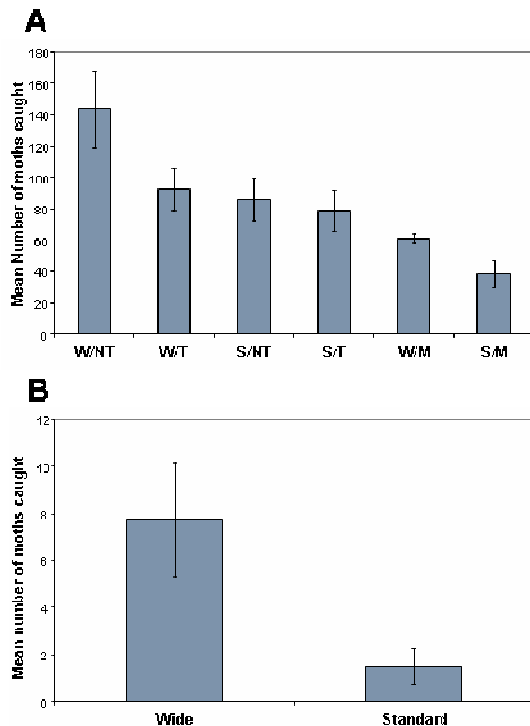 A
Mean Number of moths caught
180
160
140
120
100
80
60
40
20
0
W/NT W/T S/NT S/T W/M S/M
B
Mean number of moths caught
12
10
8
6
4
2
0
Wide Standard